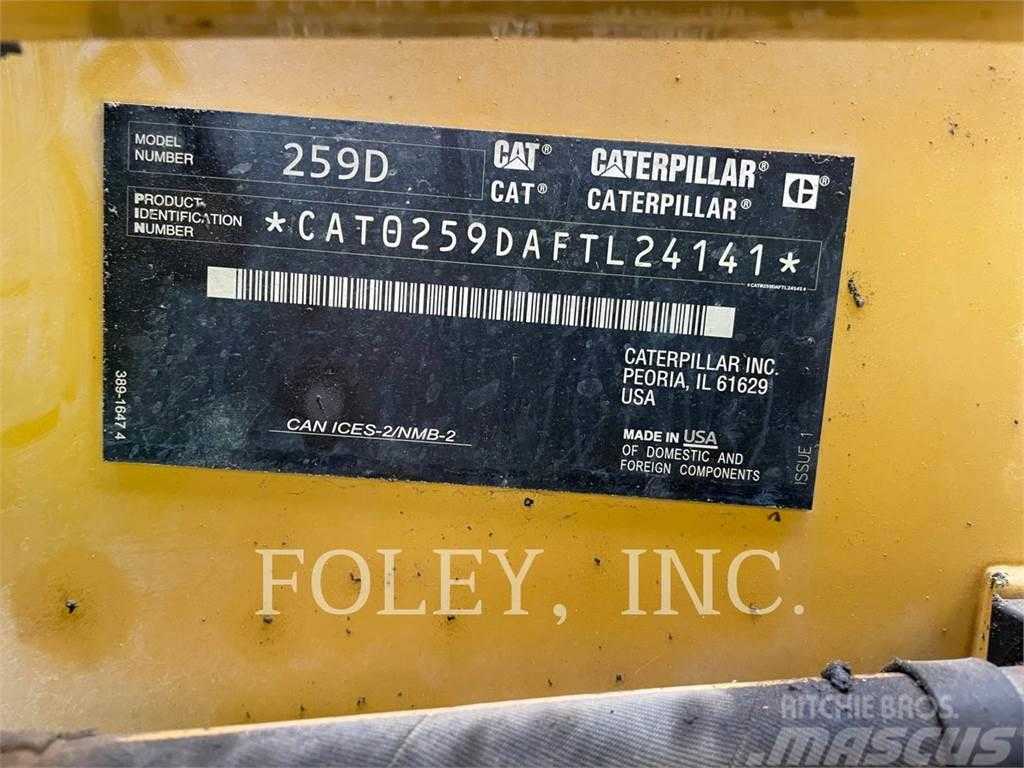 MODEL
NUMBER
259D
CAT®
CAT®
CATERPILLAR®
CATERPILLAR®
C®
PRODUCT
IDENTIFICATION
NUMBER
*CAT0259DAFTL24141*
*CAT0259DAFTL24141*
CATERPILLAR INC.
PEORIA, IL 61629
USA
389-1647 4
CAN ICES-2/NMB-2
MADE IN USA
OF DOMESTIC AND
FOREIGN COMPONENTS
ISSUE 1
FOLEY, INC.
RITCHIE BROS.
MASCUS